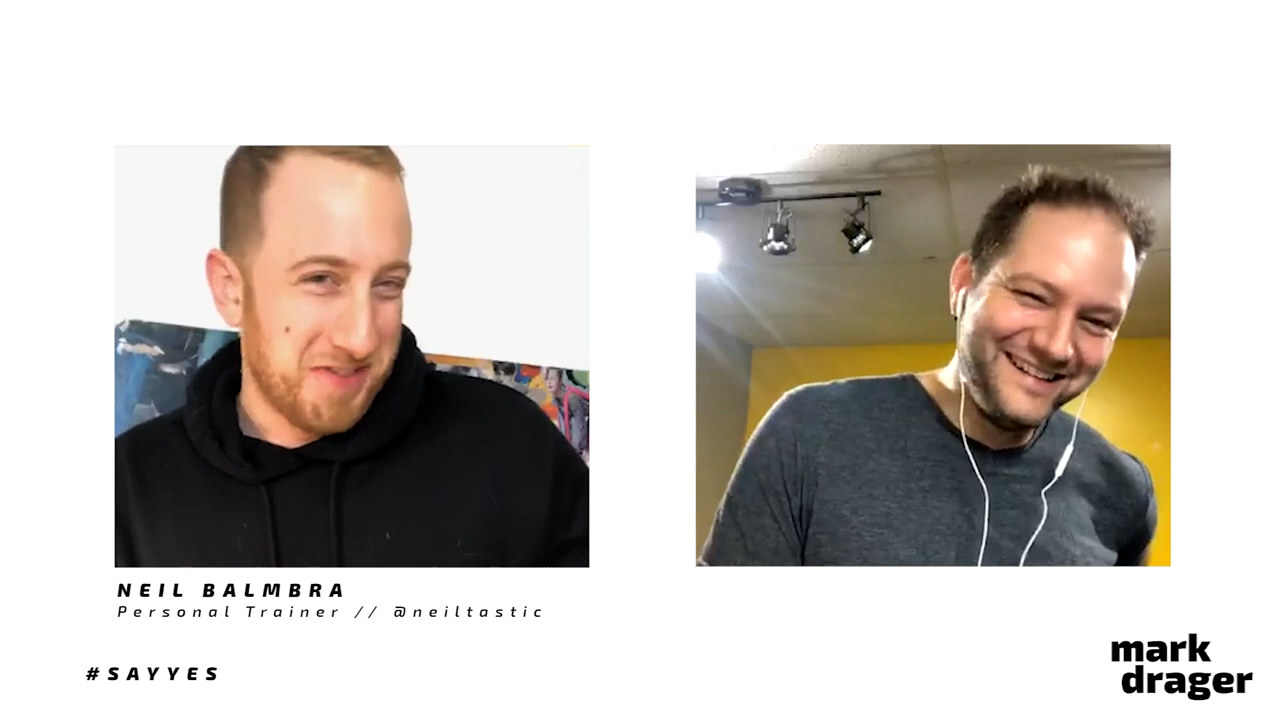 NEIL BALMBRA
Personal Trainer // @neiltastic
#SAYYES
mark
drager